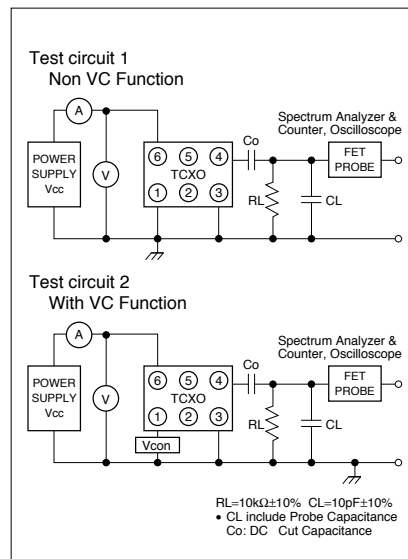 Test circuit 1
Non VC Function
A
POWER
SUPPLY
Vcc
V
6 5 4
TCXO
1 2 3
Co
RL
CL
Spectrum Analyzer &
Counter, Oscilloscope
FET
PROBE
Test circuit 2
With VC Function
A
POWER
SUPPLY
Vcc
V
6 5 4
TCXO
1 2 3
Vcon
Co
RL
CL
Spectrum Analyzer &
Counter, Oscilloscope
FET
PROBE
RL=10kΩ±10% CL=10pF±10%
• CL include Probe Capacitance
Co: DC Cut Capacitance